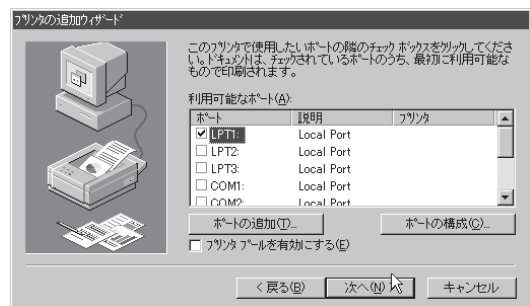 プリンタの追加ウィザード
このプリンタで使用したいポートの隣のチェック ボックスをクリックしてくださ
い。ドキュメントは、チェックされているポートのうち、最初に利用可能な
もので印刷されます。
利用可能なポート(A):
ポート 説明 プリンタ
LPT1: Local Port
LPT2: Local Port
LPT3: Local Port
COM1: Local Port
COM2: Local Port
ポートの追加(T)... ポートの構成(C)...
プリンタ プールを有効にする(E)
< 戻る(B) 次へ(N) > キャンセル